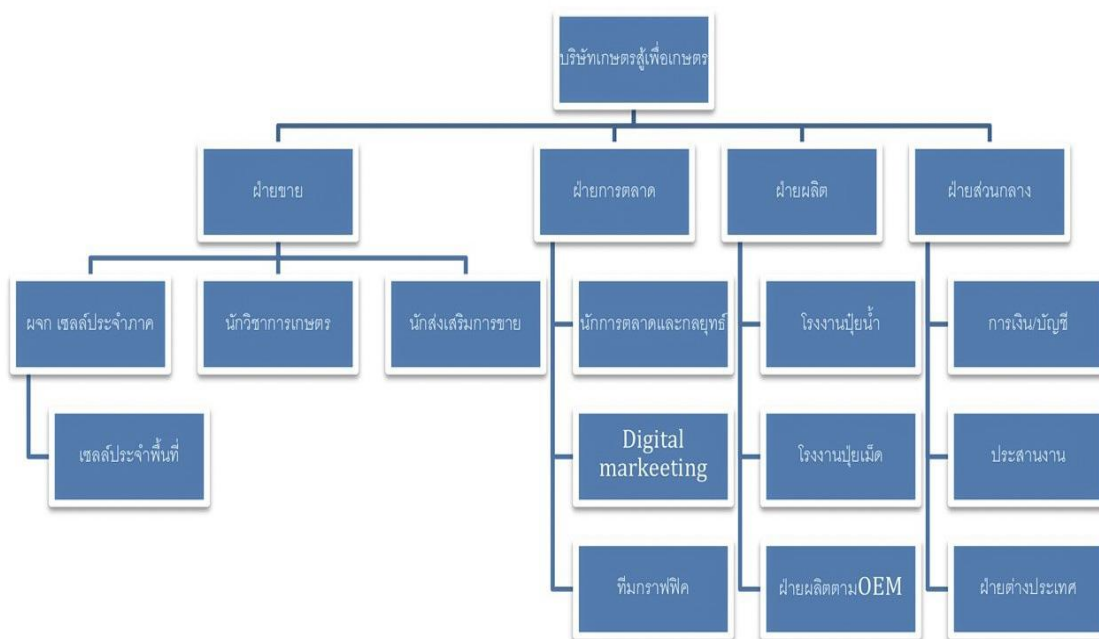 บริษัทเกษตรสู้เพื่อเกษตร
ฝ่ายขาย
ฝ่ายการตลาด
ฝ่ายผลิต
ฝ่ายส่วนกลาง
ผจก เซลล์ประจำภาค
นักวิชาการเกษตร
นักส่งเสริมการขาย
นักการตลาดและกลยุทธ์
โรงงานปุ๋ยน้ำ
การเงิน/บัญชี
เซลล์ประจำพื้นที่
Digital
markeeting
โรงงานปุ๋ยเม็ด
ประสานงาน
ทีมกราฟฟิค
ฝ่ายผลิตตามOEM
ฝ่ายต่างประเทศ